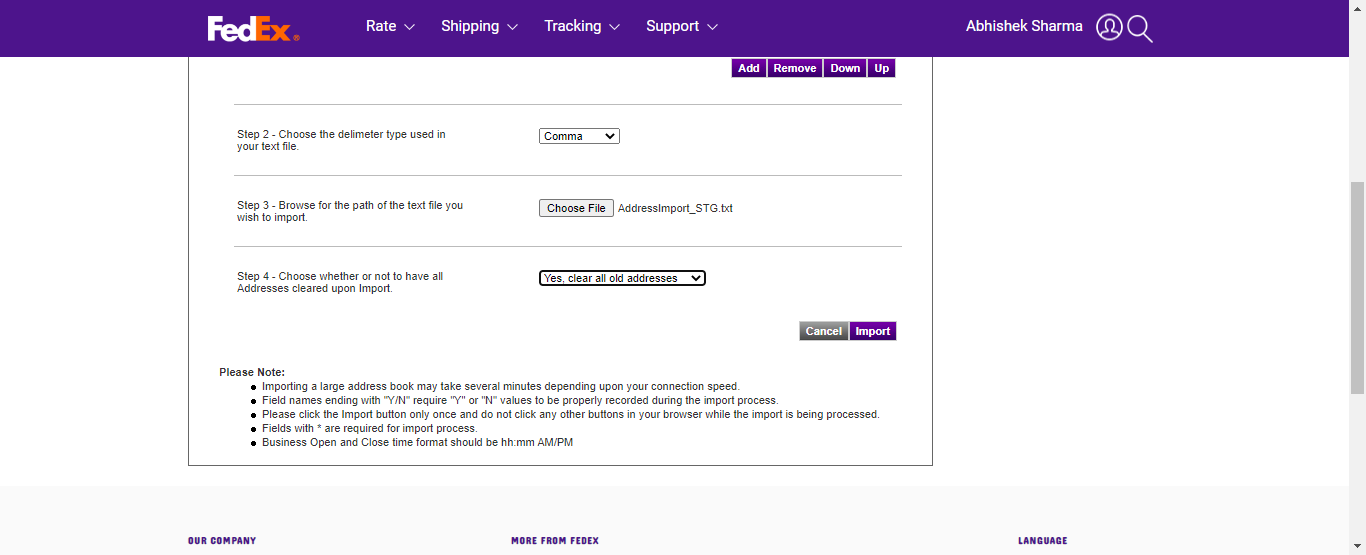 FedEx® Rate Shipping Tracking Support Abhishek Sharma
Add Remove Down Up
Step 2 - Choose the delimeter type used in
your text file.
Comma
Step 3 - Browse for the path of the text file you
wish to import.
Choose File AddressImport_STG.txt
Step 4 - Choose whether or not to have all
Addresses cleared upon Import.
Yes, clear all old addresses
Cancel Import
Please Note:
Importing a large address book may take several minutes depending upon your connection speed.
Field names ending with "Y/N" require "Y" or "N" values to be properly recorded during the import process.
Please click the Import button only once and do not click any other buttons in your browser while the import is being processed.
Fields with * are required for import process.
Business Open and Close time format should be hh:mm AM/PM
OUR COMPANY MORE FROM FEDEX LANGUAGE